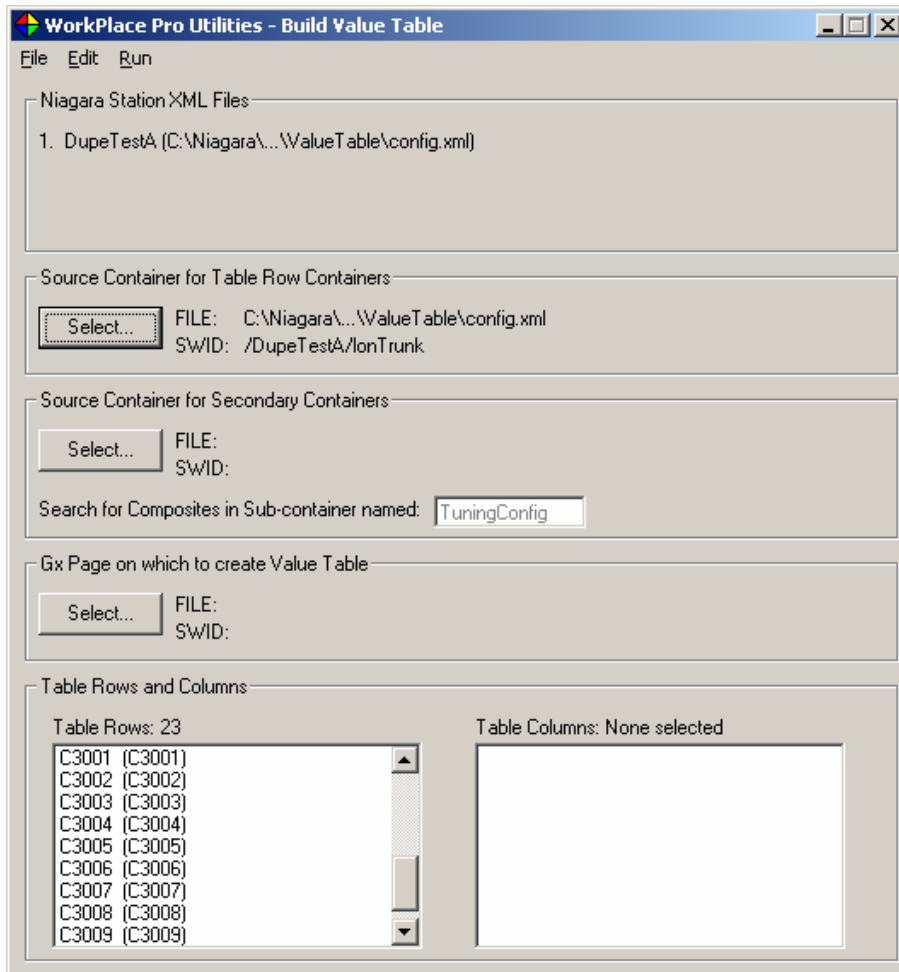 WorkPlace Pro Utilities - Build Value Table
File Edit Run
Niagara Station XML Files
1. DupeTestA (C:\Niagara\...\ValueTable\config.xml)
Source Container for Table Row Containers
Select... FILE: C:\Niagara\...\ValueTable\config.xml
SWID: /DupeTestA/IonTrunk
Source Container for Secondary Containers
Select... FILE:
SWID:
Search for Composites in Sub-container named: TuningConfig
Gx Page on which to create Value Table
Select... FILE:
SWID:
Table Rows and Columns
Table Rows: 23 Table Columns: None selected
C3001 (C3001)
C3002 (C3002)
C3003 (C3003)
C3004 (C3004)
C3005 (C3005)
C3006 (C3006)
C3007 (C3007)
C3008 (C3008)
C3009 (C3009)